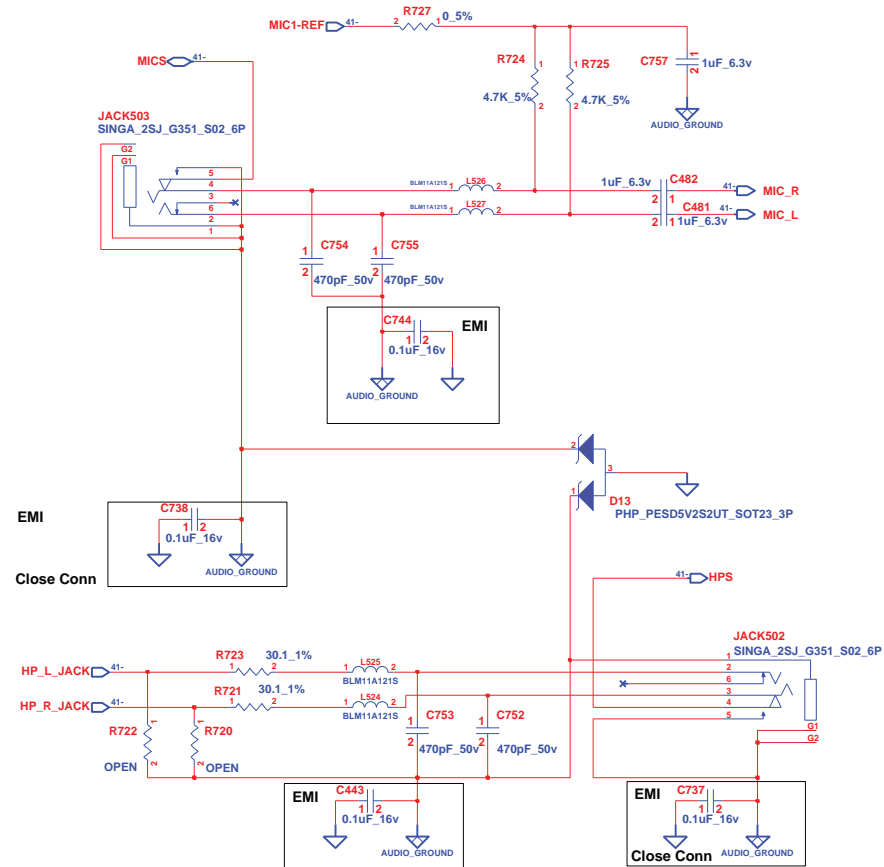 R727
MIC1-REF 41- 2 1 0_5%
MICS 41-
R724
R725
C757
1 1 1 2
1uF_6.3v
4.7K_5%
2
4.7K_5%
2
AUDIO_GROUND
JACK503
SINGA_2SJ_G351_S02_6P
G2
G1
5
4
3
6
2
1
BLM11A121S 1 L526 2
BLM11A121S 1 L527 2
1uF_6.3v
C482
2 1 41- MIC_R
C481
2 1 41- MIC_L
1uF_6.3v
C754
1
2
470pF_50v
C755
1
2
470pF_50v
C744
EMI
1 2
0.1uF_16v
AUDIO_GROUND
2
3
1
D13
PHP_PESD5V2S2UT_SOT23_3P
EMI
C738
1 2
0.1uF_16v
Close Conn
AUDIO_GROUND
41- HPS
JACK502
SINGA_2SJ_G351_S02_6P
1
2
6
3
4
5
G1
G2
HP_L_JACK 41-
R723
30.1_1%
1 2
1 L525 2
BLM11A121S
HP_R_JACK 41-
R721
30.1_1%
1 2
1 L524 2
BLM11A121S
R722
1
2
OPEN
R720
1
2
OPEN
C753
1
2
470pF_50v
C752
1
2
470pF_50v
EMI
C443
1 2
0.1uF_16v
AUDIO_GROUND
EMI
C737
1 2
0.1uF_16v
Close Conn
AUDIO_GROUND